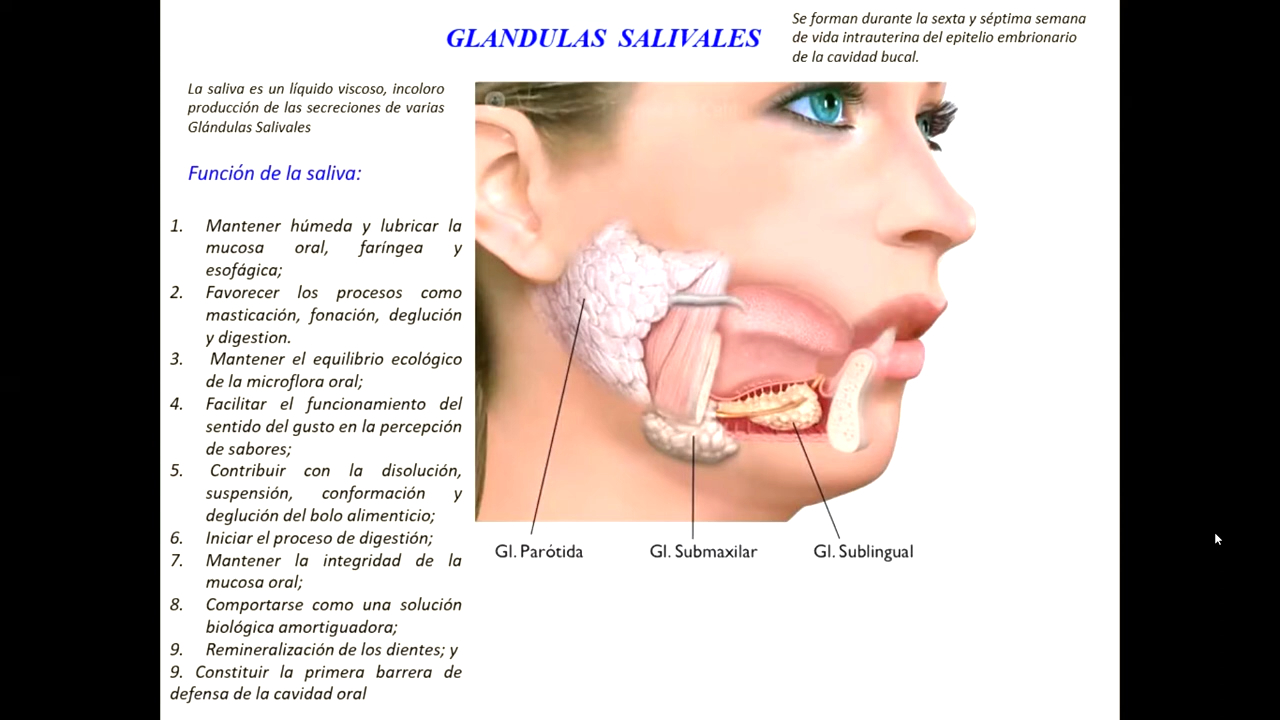 GLANDULAS SALIVALES
Se forman durante la sexta y séptima semana
de vida intrauterina del epitelio embrionario
de la cavidad bucal.
La saliva es un líquido viscoso, incoloro
producción de las secreciones de varias
Glándulas Salivales
Función de la saliva:
1. Mantener húmeda y lubricar la
mucosa oral, faríngea y
esofágica;
2. Favorecer los procesos como
masticación, fonación, deglución
y digestion.
3. Mantener el equilibrio ecológico
de la microflora oral;
4. Facilitar el funcionamiento del
sentido del gusto en la percepción
de sabores;
5. Contribuir con la disolución,
suspensión, conformación y
deglución del bolo alimenticio;
6. Iniciar el proceso de digestión;
7. Mantener la integridad de la
mucosa oral;
8. Comportarse como una solución
biológica amortiguadora;
9. Remineralización de los dientes; y
9. Constituir la primera barrera de
defensa de la cavidad oral
Gl. Parótida
Gl. Submaxilar
Gl. Sublingual